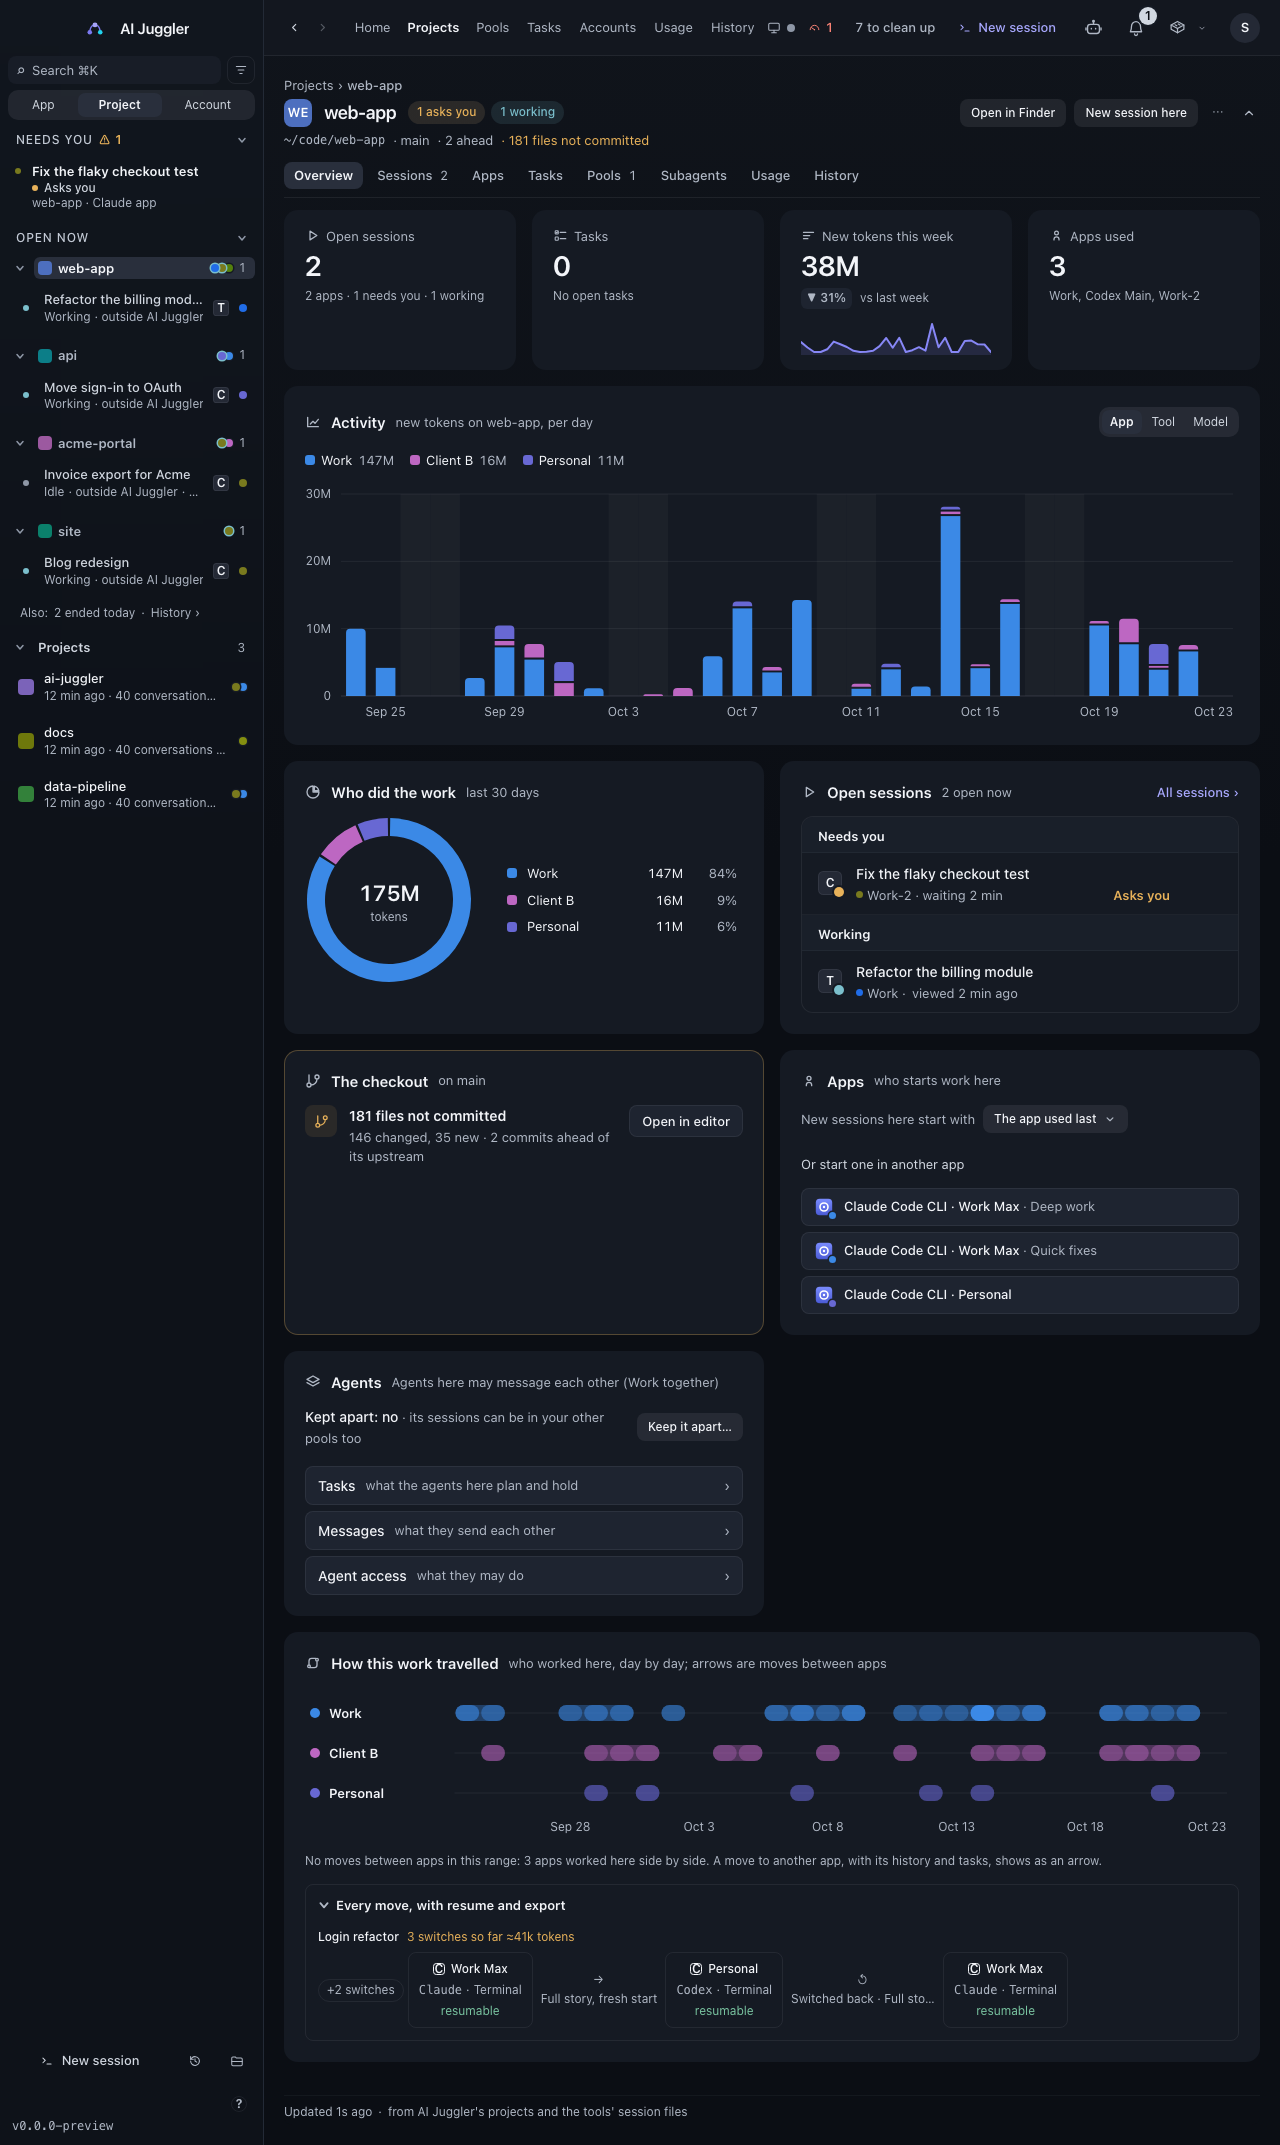 AI Juggler
Search ⌘K
App Project Account
NEEDS YOU 1
Fix the flaky checkout test
Asks you
web-app · Claude app
OPEN NOW
web-app 1
Refactor the billing mod... T
Working · outside AI Juggler
api 1
Move sign-in to OAuth C
Working · outside AI Juggler
acme-portal 1
Invoice export for Acme C
Idle · outside AI Juggler · ...
site 1
Blog redesign C
Working · outside AI Juggler
Also: 2 ended today · History ›
Projects 3
ai-juggler
12 min ago · 40 conversation...
docs
12 min ago · 40 conversations ...
data-pipeline
12 min ago · 40 conversation...
New session
?
v0.0.0-preview
Home Projects Pools Tasks Accounts Usage History 1 7 to clean up New session 1 S
Projects › web-app
WE web-app 1 asks you 1 working Open in Finder New session here ...
~/code/web-app · main · 2 ahead · 181 files not committed
Overview Sessions 2 Apps Tasks Pools 1 Subagents Usage History
Open sessions
2
2 apps · 1 needs you · 1 working
Tasks
0
No open tasks
New tokens this week
38M
▼ 31% vs last week
Apps used
3
Work, Codex Main, Work-2
Activity new tokens on web-app, per day App Tool Model
Work 147M Client B 16M Personal 11M
30M
20M
10M
0
Sep 25 Sep 29 Oct 3 Oct 7 Oct 11 Oct 15 Oct 19 Oct 23
Who did the work last 30 days
175M
tokens
Work 147M 84%
Client B 16M 9%
Personal 11M 6%
Open sessions 2 open now All sessions ›
Needs you
C Fix the flaky checkout test
Work-2 · waiting 2 min Asks you
Working
T Refactor the billing module
Work · viewed 2 min ago
The checkout on main
181 files not committed
146 changed, 35 new · 2 commits ahead of
its upstream
Open in editor
Apps who starts work here
New sessions here start with The app used last
Or start one in another app
Claude Code CLI · Work Max · Deep work
Claude Code CLI · Work Max · Quick fixes
Claude Code CLI · Personal
Agents Agents here may message each other (Work together)
Kept apart: no · its sessions can be in your other
pools too
Keep it apart...
Tasks what the agents here plan and hold ›
Messages what they send each other ›
Agent access what they may do ›
How this work travelled who worked here, day by day; arrows are moves between apps
Work
Client B
Personal
Sep 28 Oct 3 Oct 8 Oct 13 Oct 18 Oct 23
No moves between apps in this range: 3 apps worked here side by side. A move to another app, with its history and tasks, shows as an arrow.
Every move, with resume and export
Login refactor 3 switches so far ≈41k tokens
+2 switches
C Work Max
Claude · Terminal
resumable
→
Full story, fresh start
C Personal
Codex · Terminal
resumable
Switched back · Full sto...
C Work Max
Claude · Terminal
resumable
Updated 1s ago · from AI Juggler's projects and the tools' session files